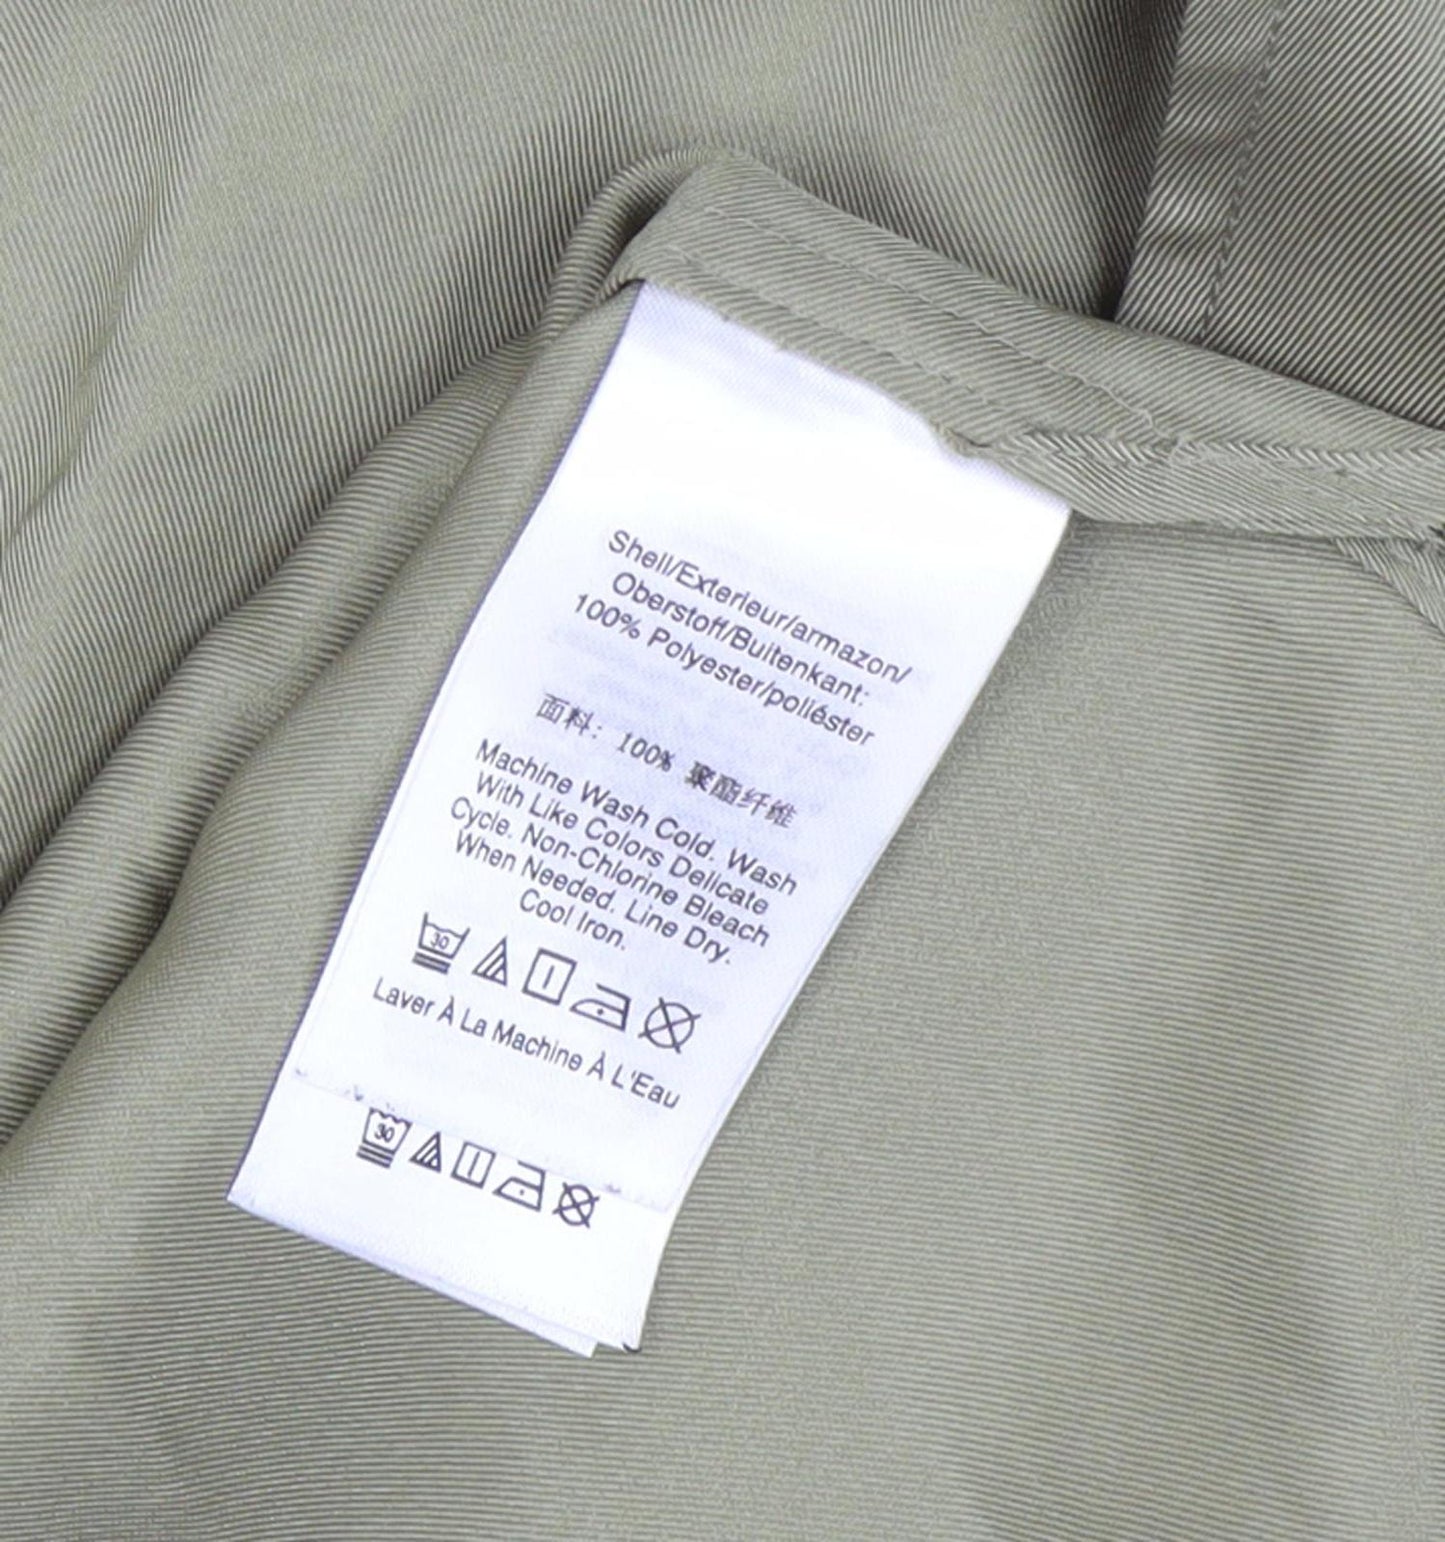 Shell/Exterieur/armazon/
Oberstoff/Buitenkant:
100% Polyester/poliéster
面料: 100% 聚酯纤维
Machine Wash Cold. Wash
With Like Colors Delicate
Cycle. Non-Chlorine Bleach
When Needed. Line Dry.
Cool Iron.
30
Laver À La Machine À L'Eau
30